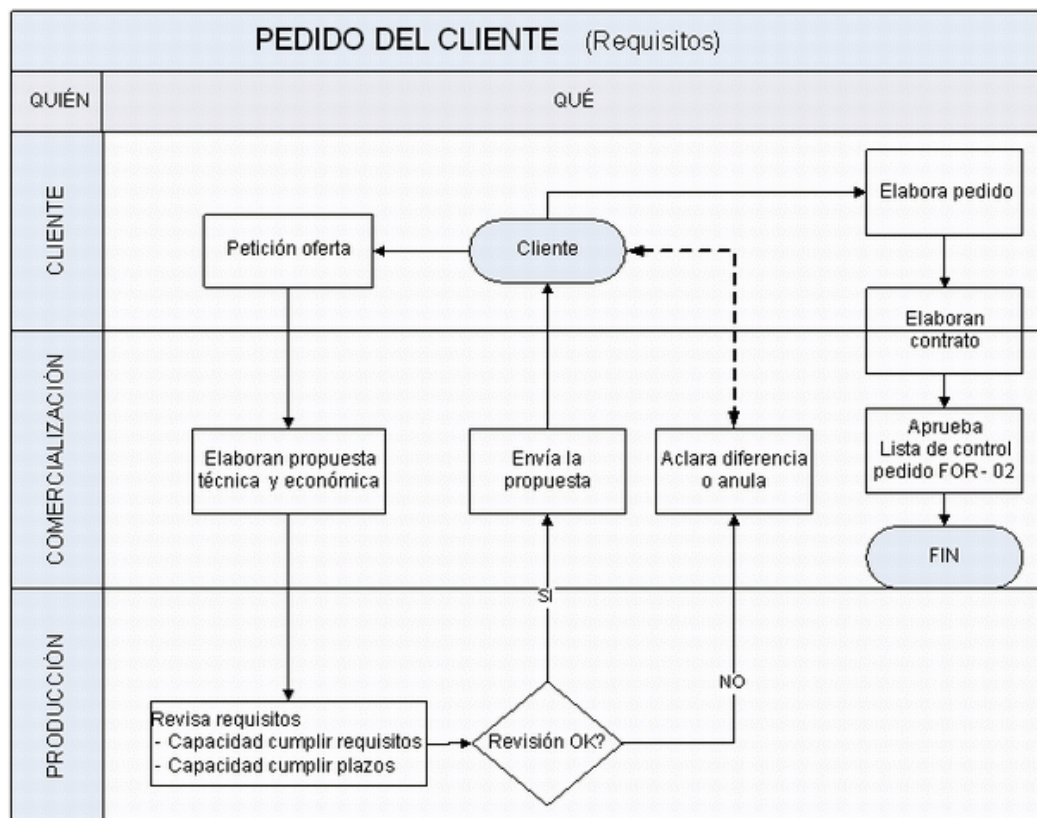 PEDIDO DEL CLIENTE (Requisitos)
QUIÉN
QUÉ
CLIENTE
Petición oferta
Cliente
Elabora pedido
Elaboran
contrato
COMERCIALIZACIÓN
Elaboran propuesta
técnica y económica
Envía la
propuesta
Aclara diferencia
o anula
Aprueba
Lista de control
pedido FOR - 02
FIN
PRODUCCIÓN
SI
NO
Revisa requisitos
- Capacidad cumplir requisitos
- Capacidad cumplir plazos
Revisión OK?